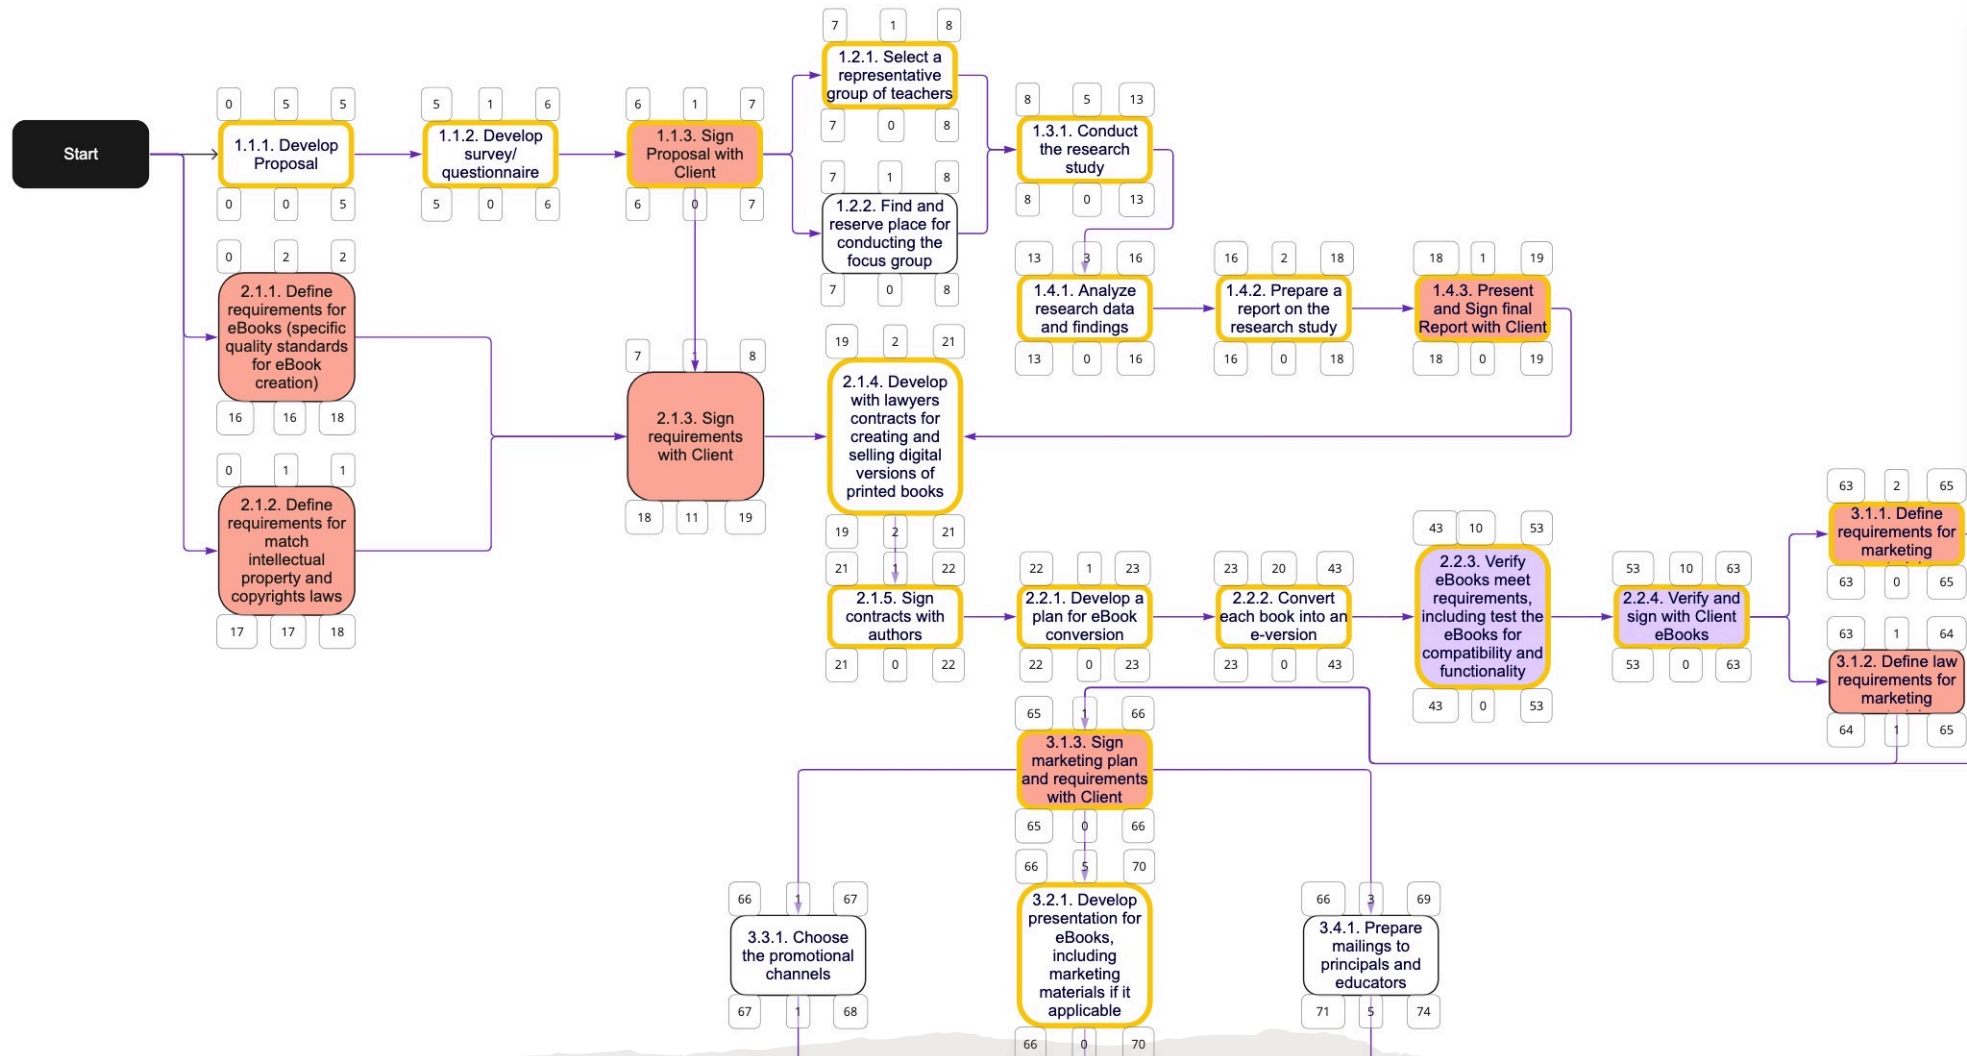 7 1 8
1.2.1. Select a
representative
group of teachers
7 0 8
0 5 5
5 1 6
6 1 7
8 5 13
Start
1.1.1. Develop
Proposal
1.1.2. Develop
survey/
questionnaire
1.1.3. Sign
Proposal with
Client
1.3.1. Conduct
the research
study
0 0 5
5 0 6
6 0 7
7 1 8
8 0 13
1.2.2. Find and
reserve place for
conducting the
focus group
7 0 8
0 2 2
2.1.1. Define
requirements for
eBooks (specific
quality standards
for eBook
creation)
16 16 18
13 3 16
16 2 18
18 1 19
1.4.1. Analyze
research data
and findings
1.4.2. Prepare a
report on the
research study
1.4.3. Present
and Sign final
Report with Client
13 0 16
16 0 18
18 0 19
7 1 8
2.1.3. Sign
requirements
with Client
18 11 19
19 2 21
2.1.4. Develop
with lawyers
contracts for
creating and
selling digital
versions of
printed books
19 2 21
0 1 1
2.1.2. Define
requirements for
match
intellectual
property and
copyrights laws
17 17 18
21 1 22
2.1.5. Sign
contracts with
authors
21 0 22
22 1 23
2.2.1. Develop a
plan for eBook
conversion
22 0 23
23 20 43
2.2.2. Convert
each book into an
e-version
23 0 43
43 10 53
2.2.3. Verify
eBooks meet
requirements,
including test the
eBooks for
compatibility and
functionality
43 0 53
53 10 63
2.2.4. Verify and
sign with Client
eBooks
53 0 63
63 2 65
3.1.1. Define
requirements for
marketing
63 0 65
63 1 64
3.1.2. Define law
requirements for
marketing
64 1 65
65 1 66
3.1.3. Sign
marketing plan
and requirements
with Client
65 0 66
66 1 67
3.3.1. Choose
the promotional
channels
67 1 68
66 5 70
3.2.1. Develop
presentation for
eBooks,
including
marketing
materials if it
applicable
66 0 70
66 3 69
3.4.1. Prepare
mailings to
principals and
educators
71 5 74